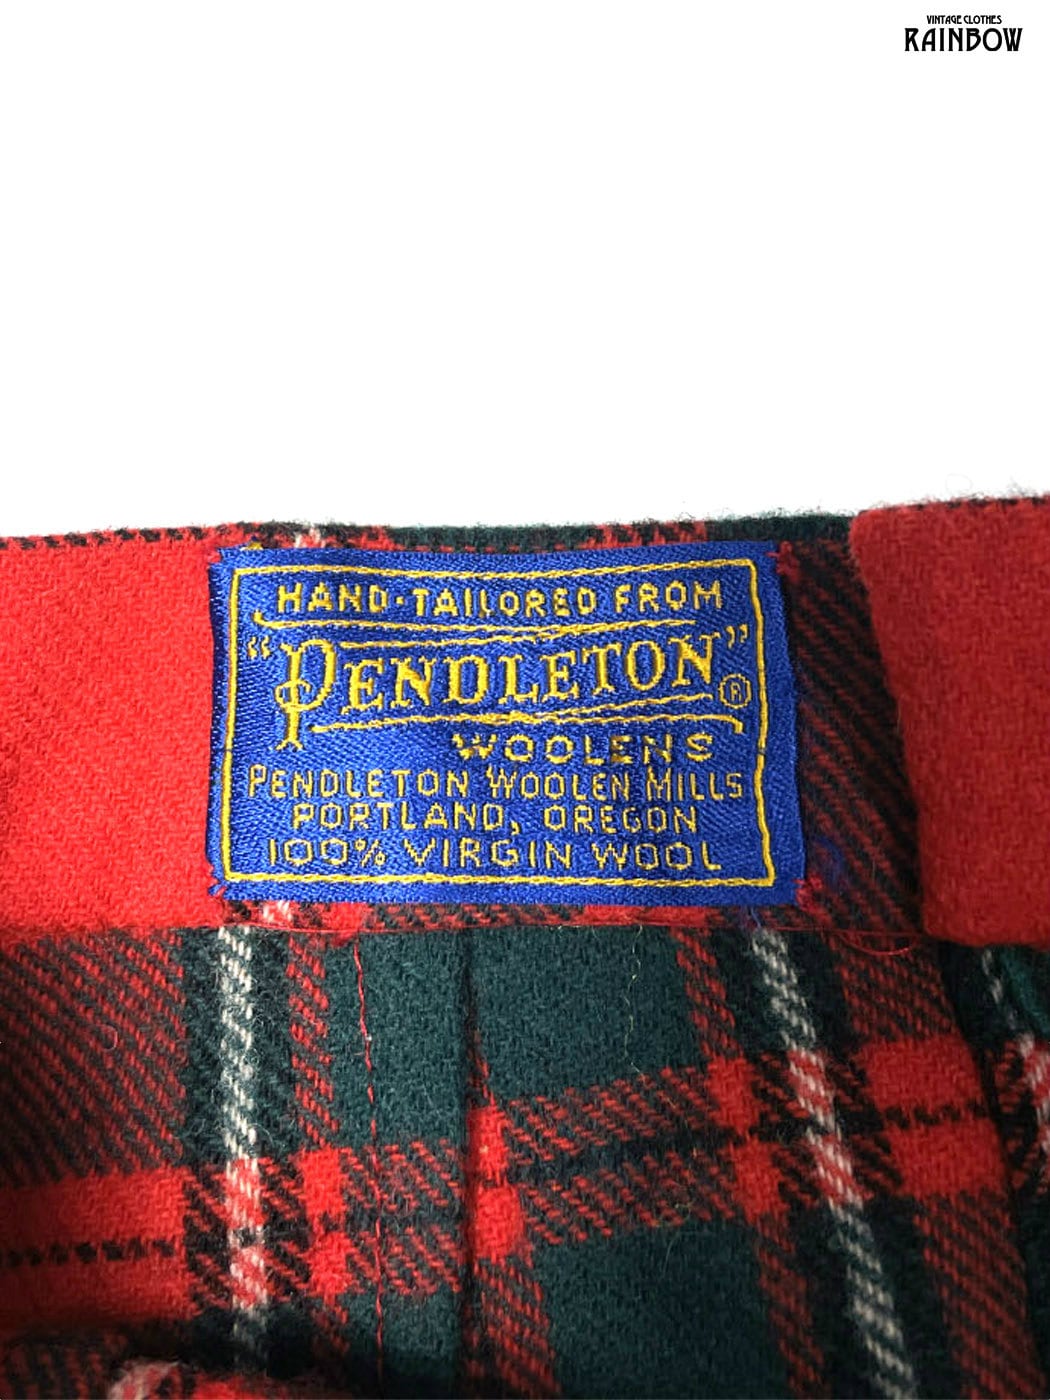 VINTAGE CLOTHES
RAINBOW
HAND-TAILORED FROM
"PENDLETON"®
WOOLENS
PENDLETON WOOLEN MILLS
PORTLAND, OREGON
100% VIRGIN WOOL